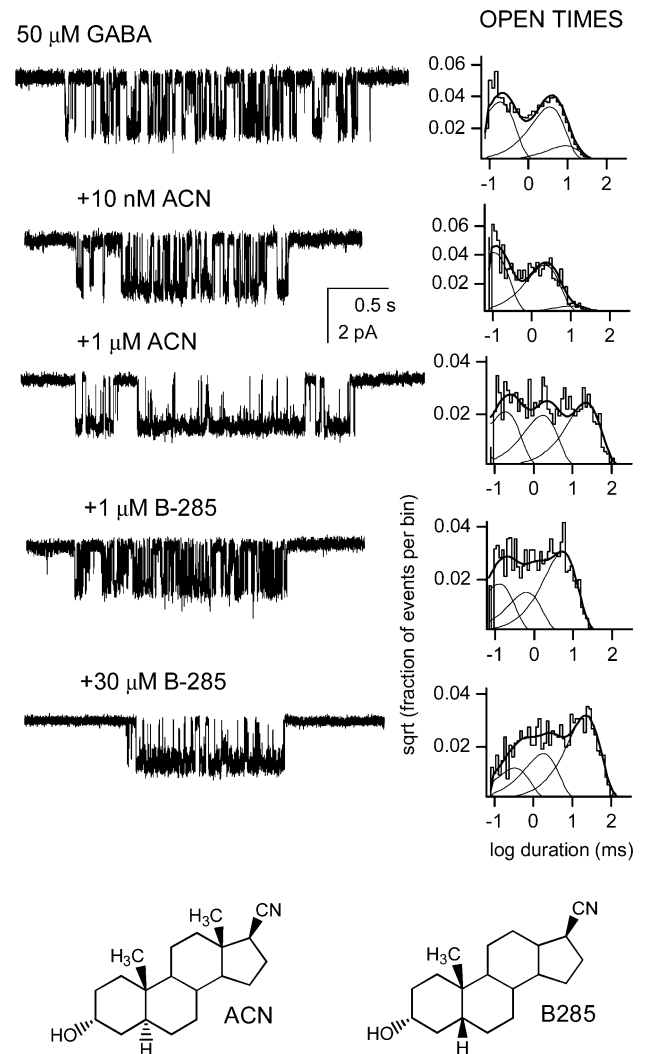 OPEN TIMES
50 μM GABA
0.06
0.04
0.02
-1 0 1 2
+10 nM ACN
0.06
0.04
0.02
-1 0 1 2
0.5 s
2 pA
+1 μM ACN
0.04
0.02
-1 0 1 2
+1 μM B-285
0.04
0.02
-1 0 1 2
+30 μM B-285
0.04
0.02
-1 0 1 2
sqrt (fraction of events per bin)
log duration (ms)
H₃C CN
H₃C
HO
H
ACN
CN
H₃C
HO
H
B285